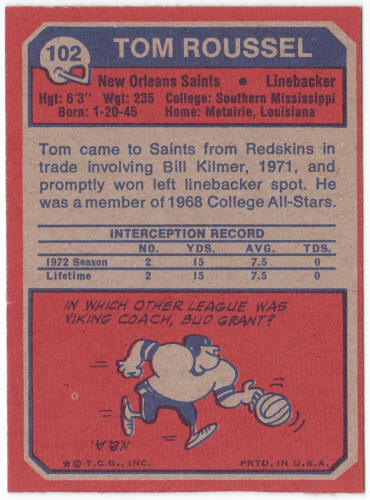 102 TOM ROUSSEL
New Orleans Saints • Linebacker
Hgt: 6'3" Wgt: 235 College: Southern Mississippi
Born: 1-20-45 Home: Metairie, Louisiana
Tom came to Saints from Redskins in
trade involving Bill Kilmer, 1971, and
promptly won left linebacker spot. He
was a member of 1968 College All-Stars.
INTERCEPTION RECORD
NO. YDS. AVG. TDS.
1972 Season 2 15 7.5 0
Lifetime 2 15 7.5 0
IN WHICH OTHER LEAGUE WAS
VIKING COACH, BUD GRANT?
N.B.A.
* © T.C.G., INC. PRTD. IN U.S.A.